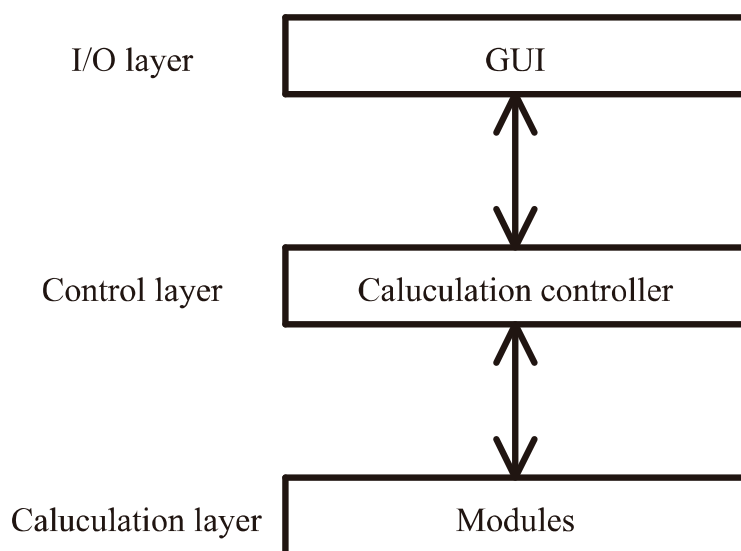 I/O layer
GUI
Control layer
Caluculation controller
Caluculation layer
Modules